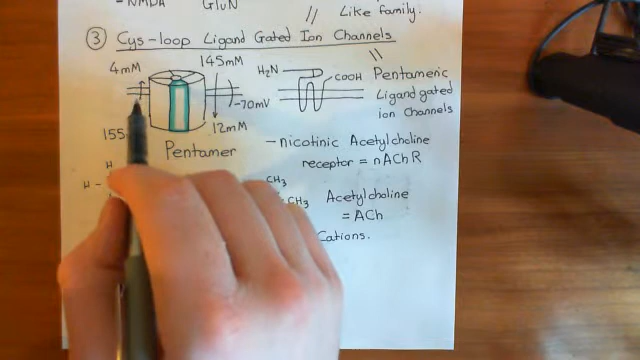 -NMDA GluN // Like family.
③ Cys-loop Ligand Gated Ion Channels
4mM 145mM H₂N COOH
-70mV
155 12mM
Pentamer
=
Pentameric
Ligand gated
ion Channels
-nicotinic Acetylcholine
receptor = nAChR
H
H-
CH₃
CH₃ Acetylcholine
= ACh
Cations.